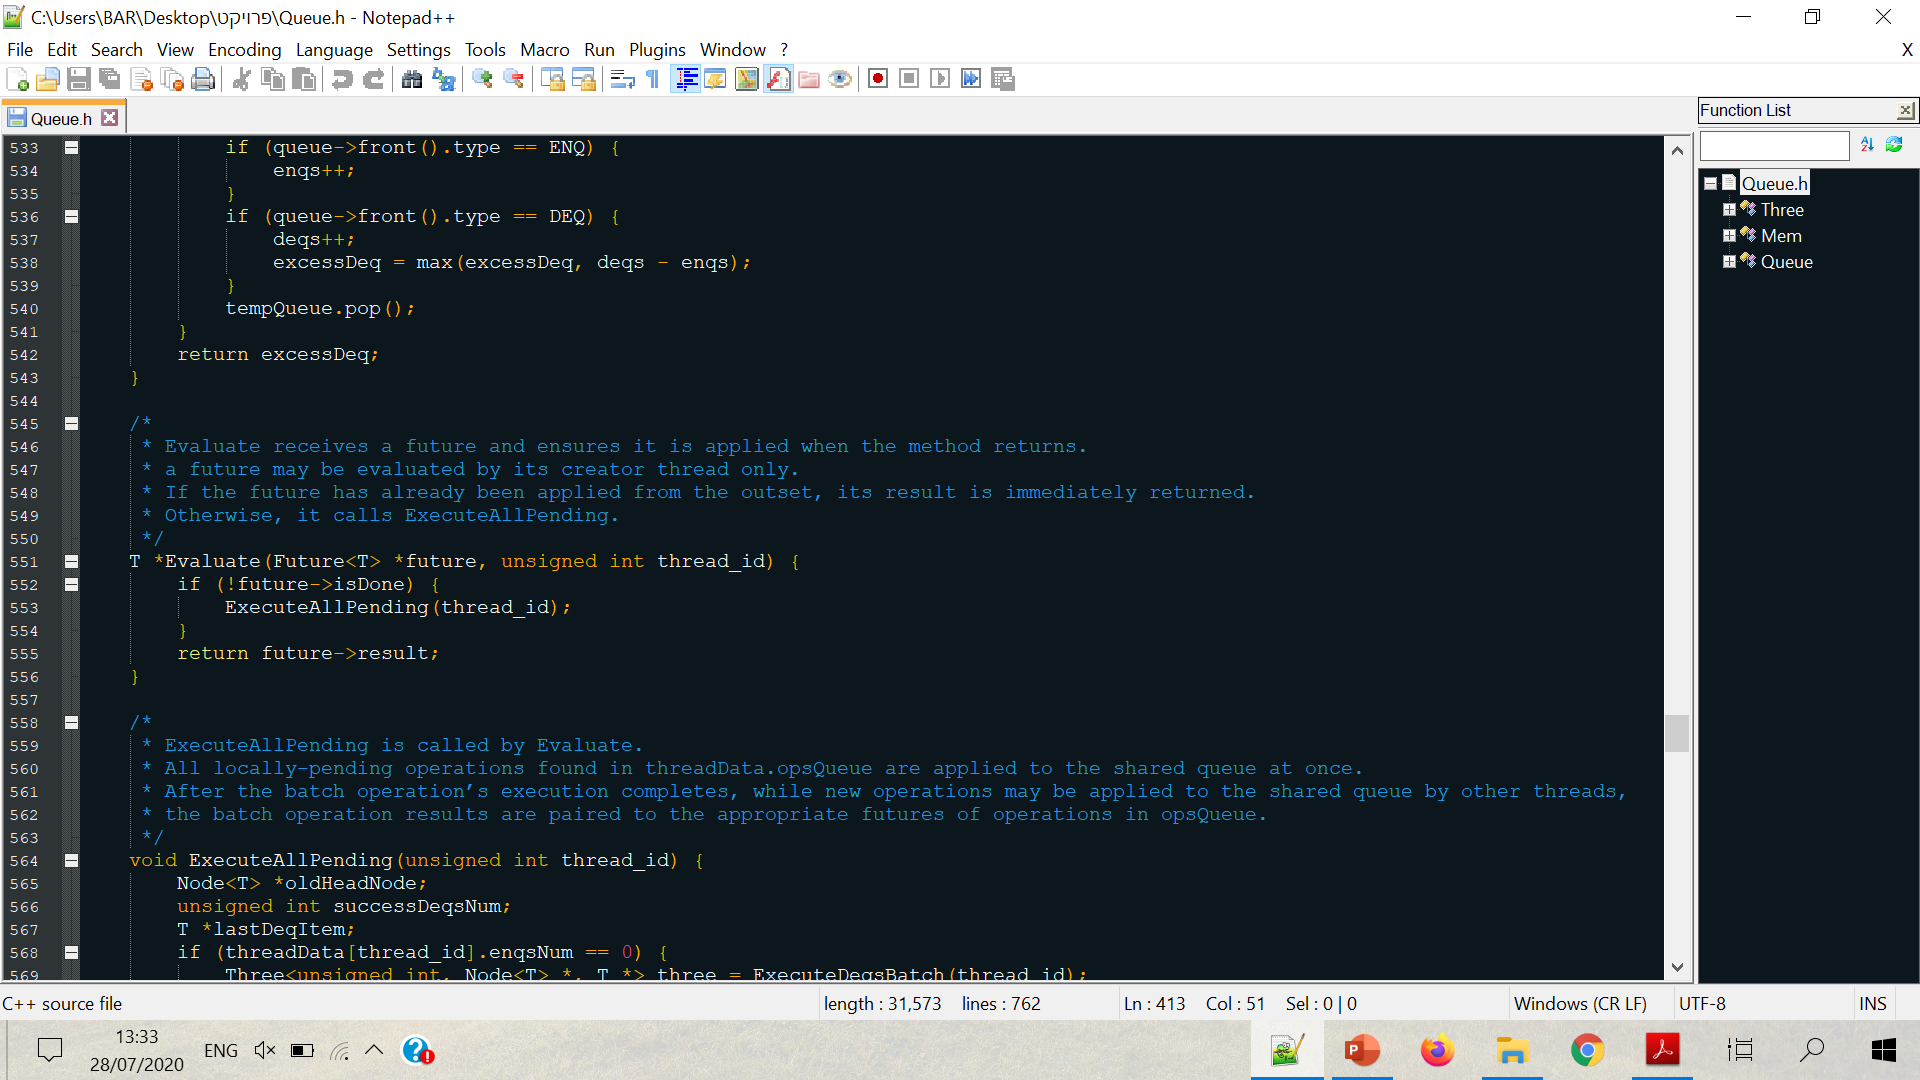 C:\Users\BAR\Desktop\פרויקט\Queue.h - Notepad++
File Edit Search View Encoding Language Settings Tools Macro Run Plugins Window ? X
Queue.h
533 if (queue->front().type == ENQ) {
534 enqs++;
535 }
536 if (queue->front().type == DEQ) {
537 deqs++;
538 excessDeq = max(excessDeq, deqs - enqs);
539 }
540 tempQueue.pop();
541 }
542 return excessDeq;
543 }
544
545 /*
546 * Evaluate receives a future and ensures it is applied when the method returns.
547 * a future may be evaluated by its creator thread only.
548 * If the future has already been applied from the outset, its result is immediately returned.
549 * Otherwise, it calls ExecuteAllPending.
550 */
551 T *Evaluate(Future<T> *future, unsigned int thread_id) {
552 if (!future->isDone) {
553 ExecuteAllPending(thread_id);
554 }
555 return future->result;
556 }
557
558 /*
559 * ExecuteAllPending is called by Evaluate.
560 * All locally-pending operations found in threadData.opsQueue are applied to the shared queue at once.
561 * After the batch operation’s execution completes, while new operations may be applied to the shared queue by other threads,
562 * the batch operation results are paired to the appropriate futures of operations in opsQueue.
563 */
564 void ExecuteAllPending(unsigned int thread_id) {
565 Node<T> *oldHeadNode;
566 unsigned int successDeqsNum;
567 T *lastDeqItem;
568 if (threadData[thread_id].enqsNum == 0) {
569 Three<unsigned int, Node<T> *, T *> three = ExecuteDeqsBatch(thread_id);
Function List
Queue.h
Three
Mem
Queue
C++ source file length : 31,573 lines : 762 Ln : 413 Col : 51 Sel : 0 | 0 Windows (CR LF) UTF-8 INS
13:33
28/07/2020
ENG